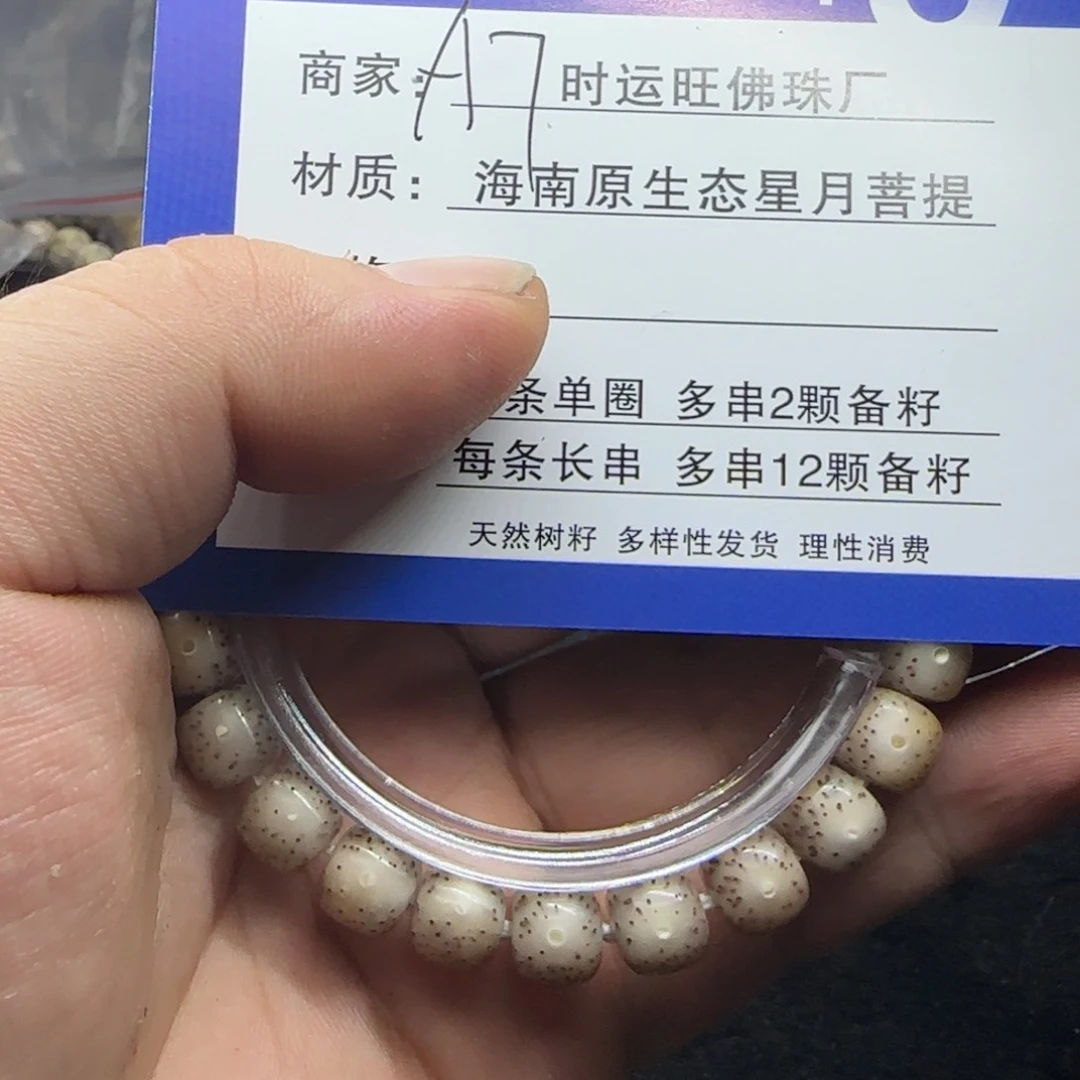 商家：A7 时运旺佛珠厂
材质：海南原生态星月菩提
条单圈 多串2颗备籽
每条长串 多串12颗备籽
天然树籽 多样性发货 理性消费